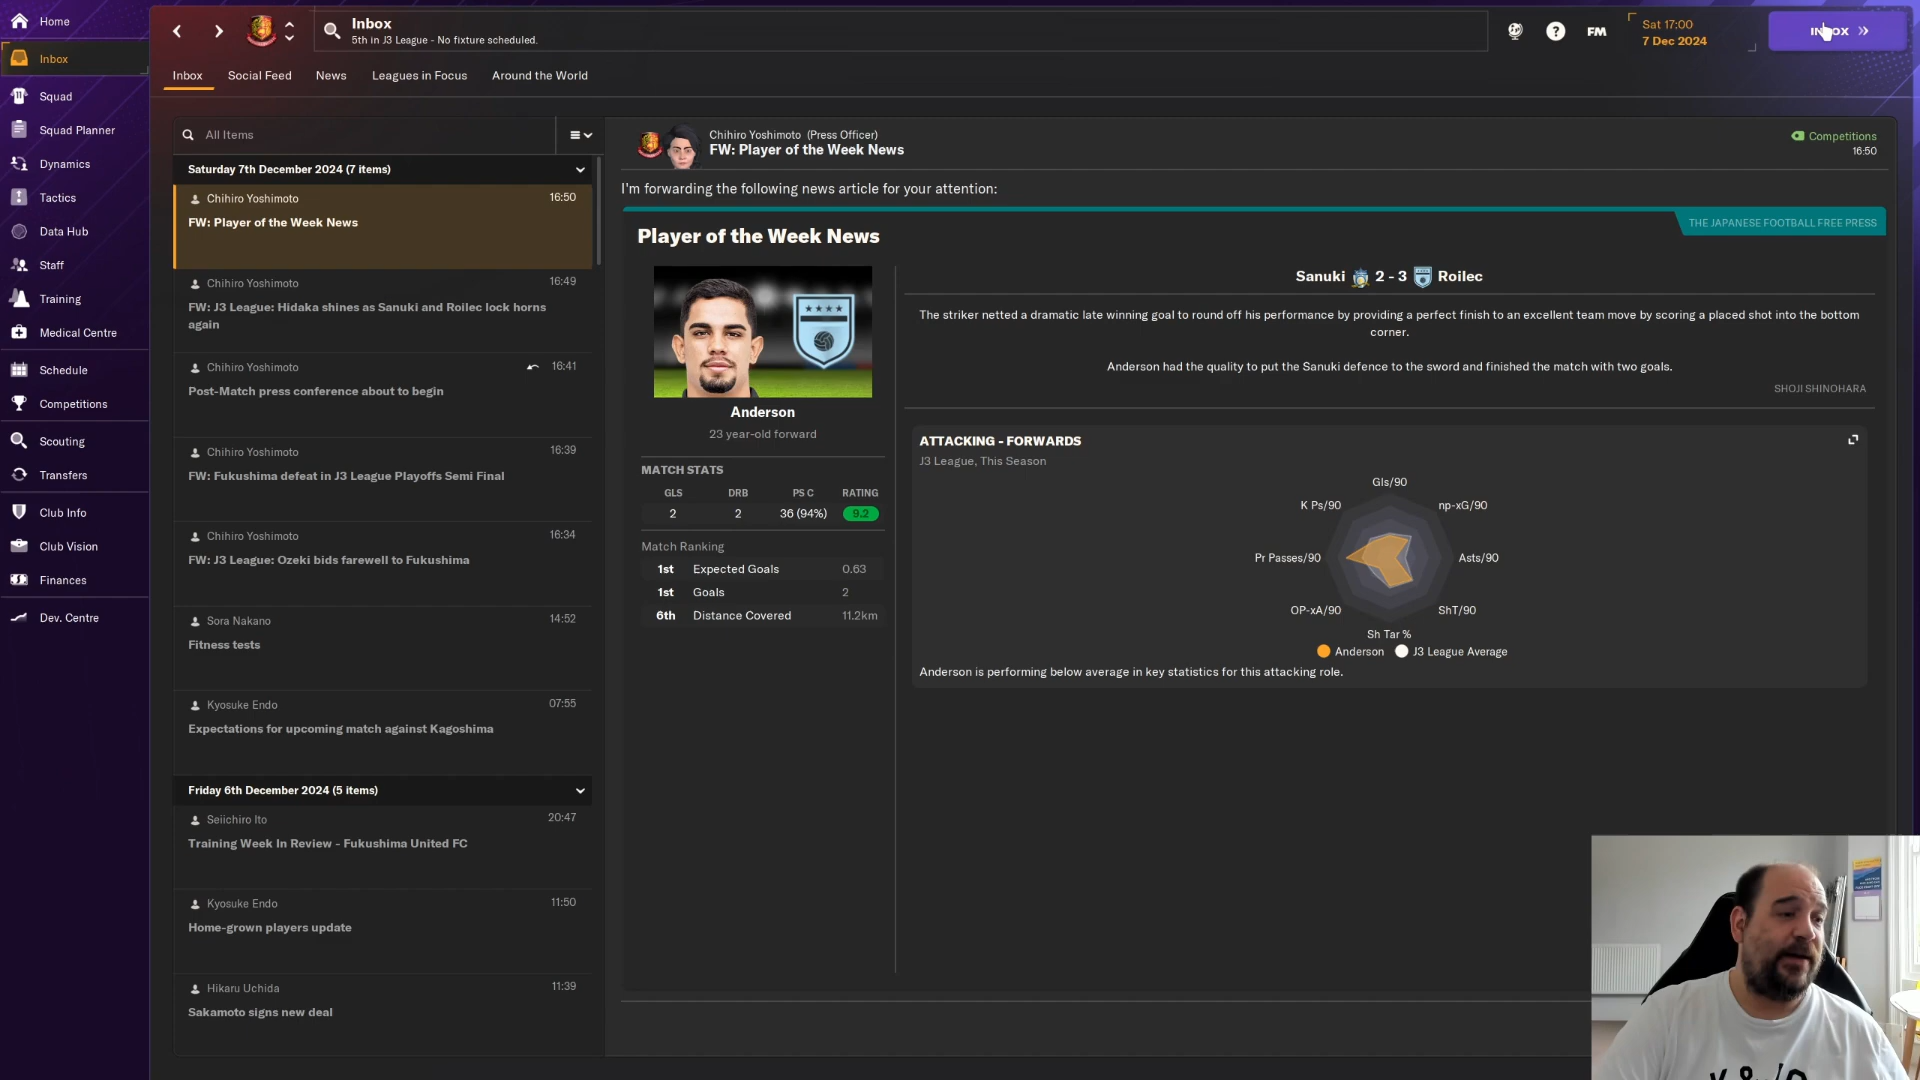 Home
Inbox
Squad
Squad Planner
Dynamics
Tactics
Data Hub
Staff
Training
Medical Centre
Schedule
Competitions
Scouting
Transfers
Club Info
Club Vision
Finances
Dev. Centre
Inbox
5th in J3 League - No fixture scheduled.
FM
Sat 17:00
7 Dec 2024
INBOX
Inbox
Social Feed
News
Leagues in Focus
Around the World
All Items
Saturday 7th December 2024 (7 items)
Chihiro Yoshimoto
16:50
FW: Player of the Week News
Chihiro Yoshimoto
16:49
FW: J3 League: Hidaka shines as Sanuki and Roilec lock horns
again
Chihiro Yoshimoto
16:41
Post-Match press conference about to begin
Chihiro Yoshimoto
16:39
FW: Fukushima defeat in J3 League Playoffs Semi Final
Chihiro Yoshimoto
16:34
FW: J3 League: Ozeki bids farewell to Fukushima
Sora Nakano
14:52
Fitness tests
Kyosuke Endo
07:55
Expectations for upcoming match against Kagoshima
Friday 6th December 2024 (5 items)
Seiichiro Ito
20:47
Training Week In Review - Fukushima United FC
Kyosuke Endo
11:50
Home-grown players update
Hikaru Uchida
11:39
Sakamoto signs new deal
Chihiro Yoshimoto (Press Officer)
FW: Player of the Week News
Competitions
16:50
I'm forwarding the following news article for your attention:
THE JAPANESE FOOTBALL FREE PRESS
Player of the Week News
Anderson
23 year-old forward
MATCH STATS
GLS DRB PS C RATING
2 2 36 (94%) 9.2
Match Ranking
1st Expected Goals 0.63
1st Goals 2
6th Distance Covered 11.2km
Sanuki 2 - 3 Roilec
The striker netted a dramatic late winning goal to round off his performance by providing a perfect finish to an excellent team move by scoring a placed shot into the bottom
corner.
Anderson had the quality to put the Sanuki defence to the sword and finished the match with two goals.
SHOJI SHINOHARA
ATTACKING - FORWARDS
J3 League, This Season
Gls/90
K Ps/90
np-xG/90
Pr Passes/90
Asts/90
OP-xA/90
ShT/90
Sh Tar %
Anderson
J3 League Average
Anderson is performing below average in key statistics for this attacking role.